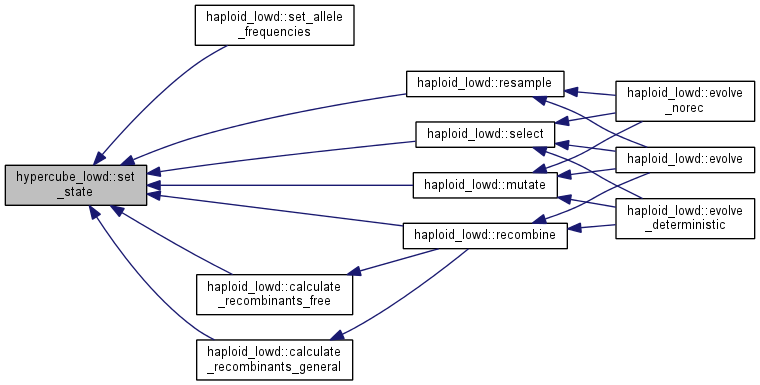 haploid_lowd::set_allele
_frequencies
haploid_lowd::resample
haploid_lowd::evolve
_norec
haploid_lowd::select
haploid_lowd::evolve
hypercube_lowd::set
_state
haploid_lowd::mutate
haploid_lowd::evolve
_deterministic
haploid_lowd::recombine
haploid_lowd::calculate
_recombinants_free
haploid_lowd::calculate
_recombinants_general